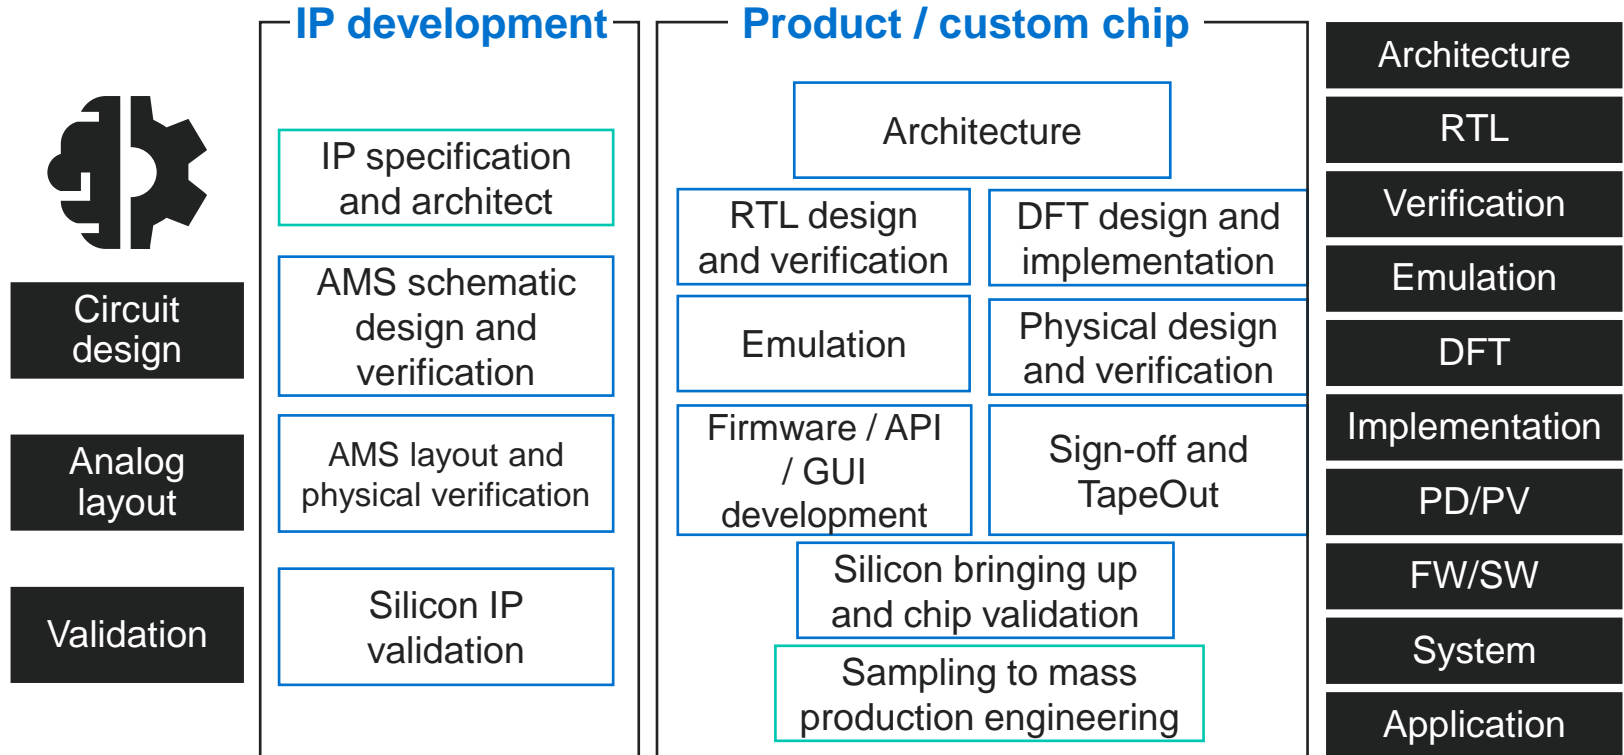 IP development
Product / custom chip
Circuit
design
Analog
layout
Validation
IP specification
and architect
AMS schematic
design and
verification
AMS layout and
physical verification
Silicon IP
validation
Architecture
RTL design
and verification
DFT design and
implementation
Emulation
Physical design
and verification
Firmware / API
/ GUI
development
Sign-off and
TapeOut
Silicon bringing up
and chip validation
Sampling to mass
production engineering
Architecture
RTL
Verification
Emulation
DFT
Implementation
PD/PV
FW/SW
System
Application